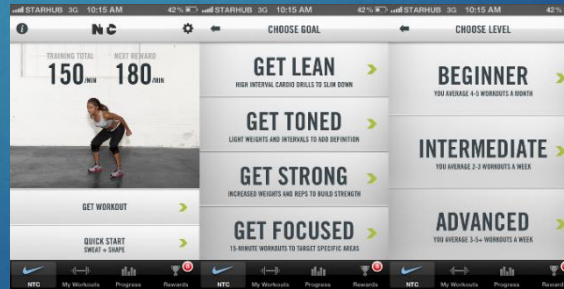 STARHUB 3G 10:15 AM 42%
NTC
TRAINING TOTAL NEXT REWARD
150/MIN 180/MIN
GET WORKOUT
QUICK START
SWEAT + SHAPE
NTC My Workouts Progress Rewards
STARHUB 3G 10:15 AM 42%
CHOOSE GOAL
GET LEAN
HIGH INTERVAL CARDIO DRILLS TO SLIM DOWN
GET TONED
LIGHT WEIGHTS AND INTERVALS TO ADD DEFINITION
GET STRONG
INCREASED WEIGHTS AND REPS TO BUILD STRENGTH
GET FOCUSED
15-MINUTE WORKOUTS TO TARGET SPECIFIC AREAS
NTC My Workouts Progress Rewards
STARHUB 3G 10:15 AM 42%
CHOOSE LEVEL
BEGINNER
YOU AVERAGE 4-5 WORKOUTS A MONTH
INTERMEDIATE
YOU AVERAGE 2-3 WORKOUTS A WEEK
ADVANCED
YOU AVERAGE 3-5+ WORKOUTS A WEEK
NTC My Workouts Progress Reward